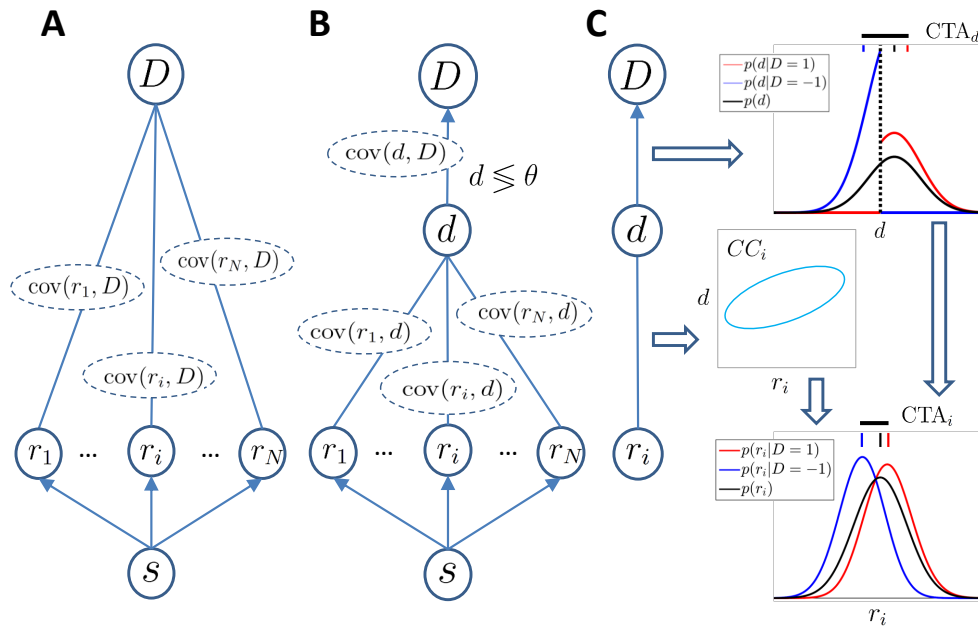 A
D
cov(r_1, D)
cov(r_N, D)
cov(r_i, D)
r_1 ... r_i ... r_N
s
B
D
cov(d, D)
d ≶ θ
d
cov(r_1, d)
cov(r_N, d)
cov(r_i, d)
r_1 ... r_i ... r_N
s
C
D
d
r_i
CTA_d
p(d|D = 1)
p(d|D = −1)
p(d)
d
CC_i
d
r_i
CTA_i
p(r_i|D = 1)
p(r_i|D = −1)
p(r_i)
r_i